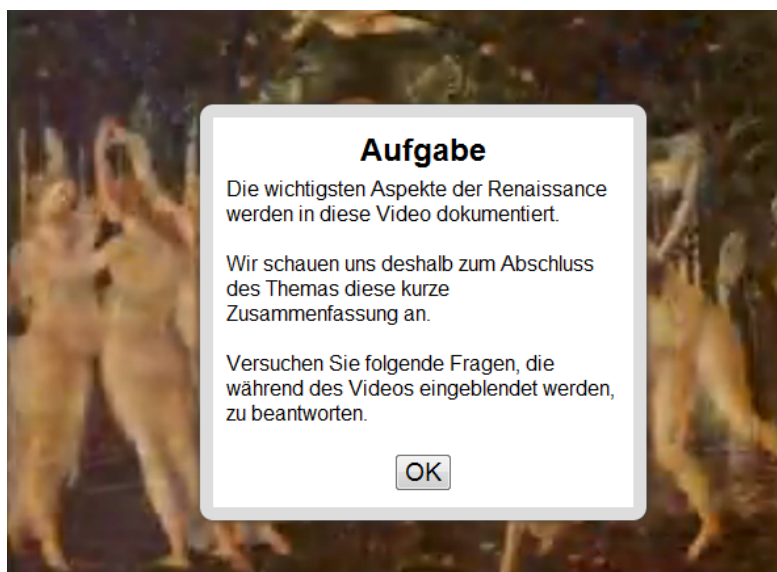 Aufgabe
Die wichtigsten Aspekte der Renaissance
werden in diese Video dokumentiert.
Wir schauen uns deshalb zum Abschluss
des Themas diese kurze
Zusammenfassung an.
Versuchen Sie folgende Fragen, die
während des Videos eingeblendet werden,
zu beantworten.
OK